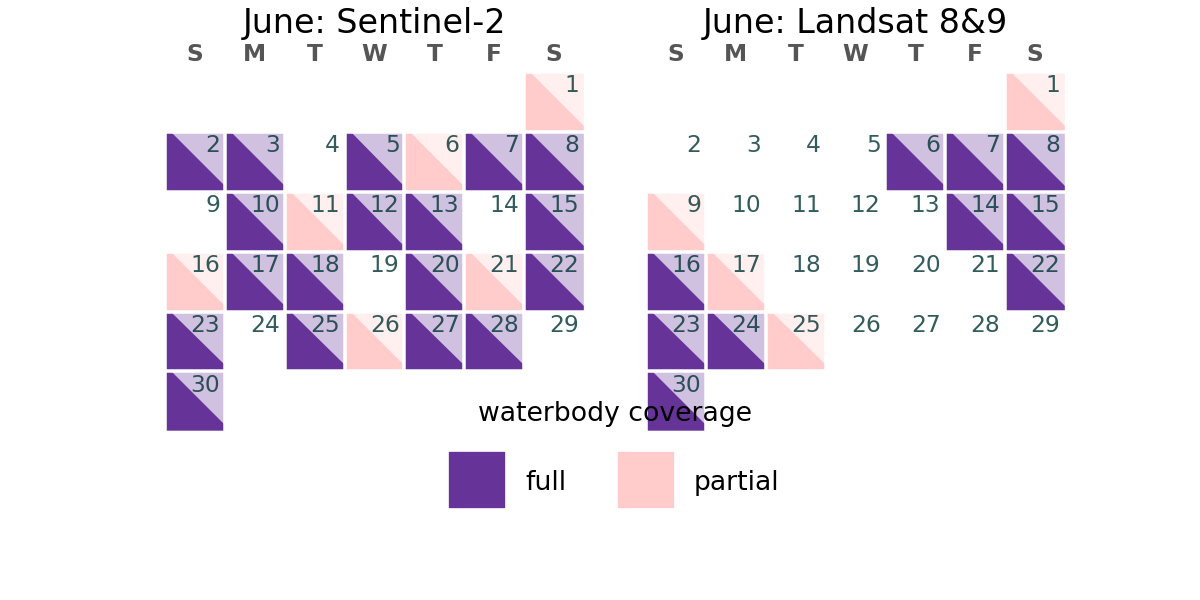 June: Sentinel-2
S M T W T F S
1
2 3 4 5 6 7 8
9 10 11 12 13 14 15
16 17 18 19 20 21 22
23 24 25 26 27 28 29
30
June: Landsat 8&9
S M T W T F S
1
2 3 4 5 6 7 8
9 10 11 12 13 14 15
16 17 18 19 20 21 22
23 24 25 26 27 28 29
30
waterbody coverage
full partial